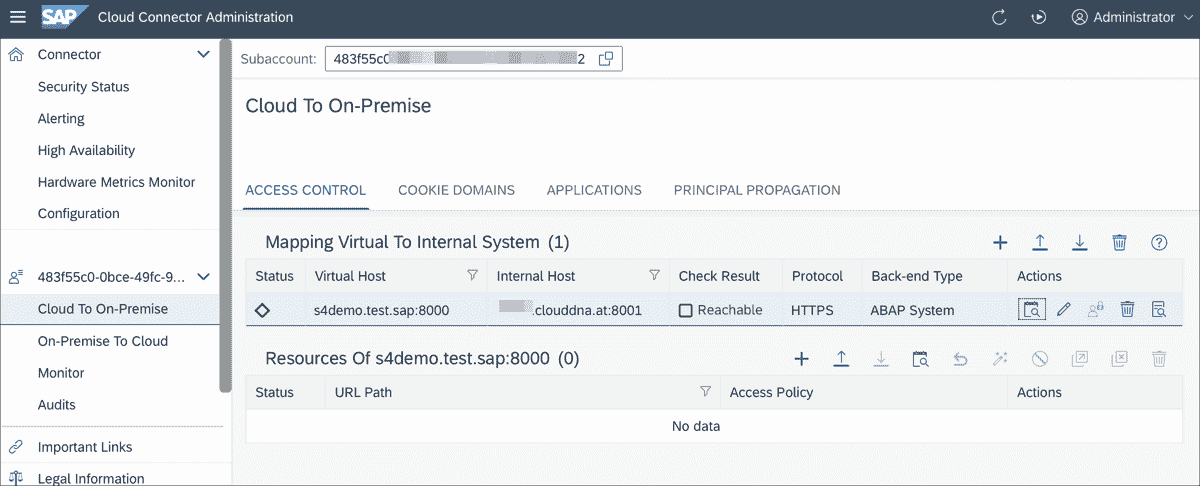 SAP Cloud Connector Administration Administrator
Connector
Security Status
Alerting
High Availability
Hardware Metrics Monitor
Configuration
483f55c0-0bce-49fc-9...
Cloud To On-Premise
On-Premise To Cloud
Monitor
Audits
Important Links
Legal Information
Subaccount: 483f55c0 2
Cloud To On-Premise
ACCESS CONTROL COOKIE DOMAINS APPLICATIONS PRINCIPAL PROPAGATION
Mapping Virtual To Internal System (1)
Status Virtual Host Internal Host Check Result Protocol Back-end Type Actions
s4demo.test.sap:8000 .clouddna.at:8001 Reachable HTTPS ABAP System
Resources Of s4demo.test.sap:8000 (0)
Status URL Path Access Policy Actions
No data